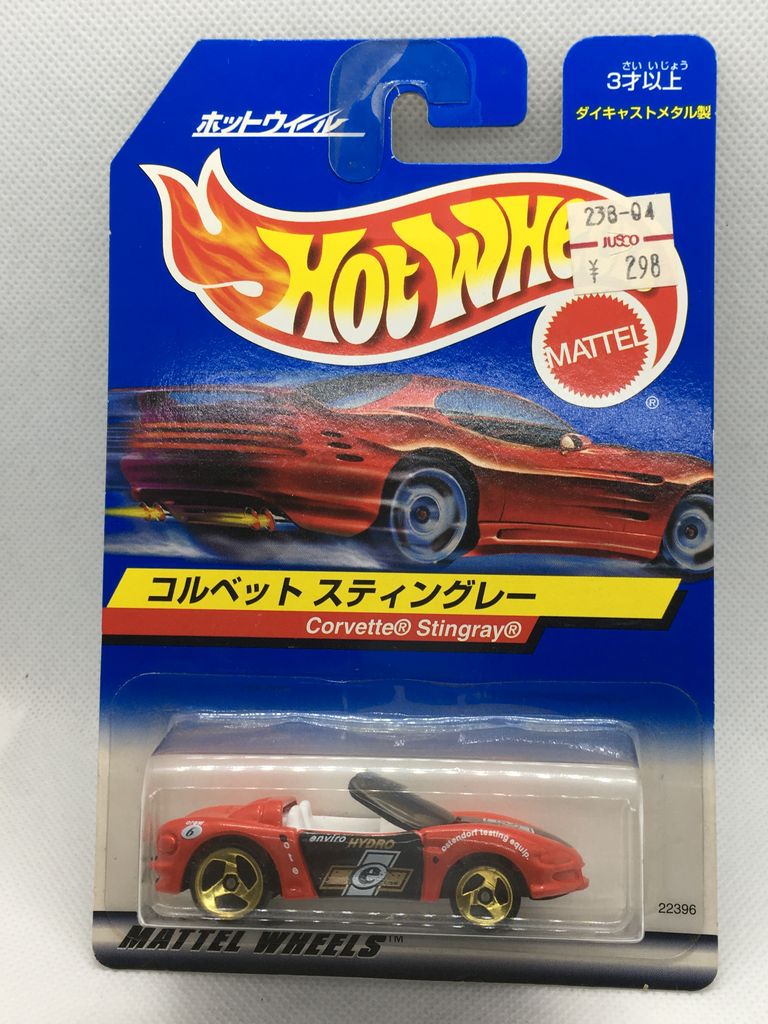 さい いじょう
3才以上
ダイキャストメタル製
ホットウィール
HOT WHE
238-04
JUSCO
¥ 298
MATTEL
®
コルベット スティングレー
Corvette® Stingray®
6
enviro HYDRO
e
ostendorf testing equip.
22396
MATTEL WHEELS™